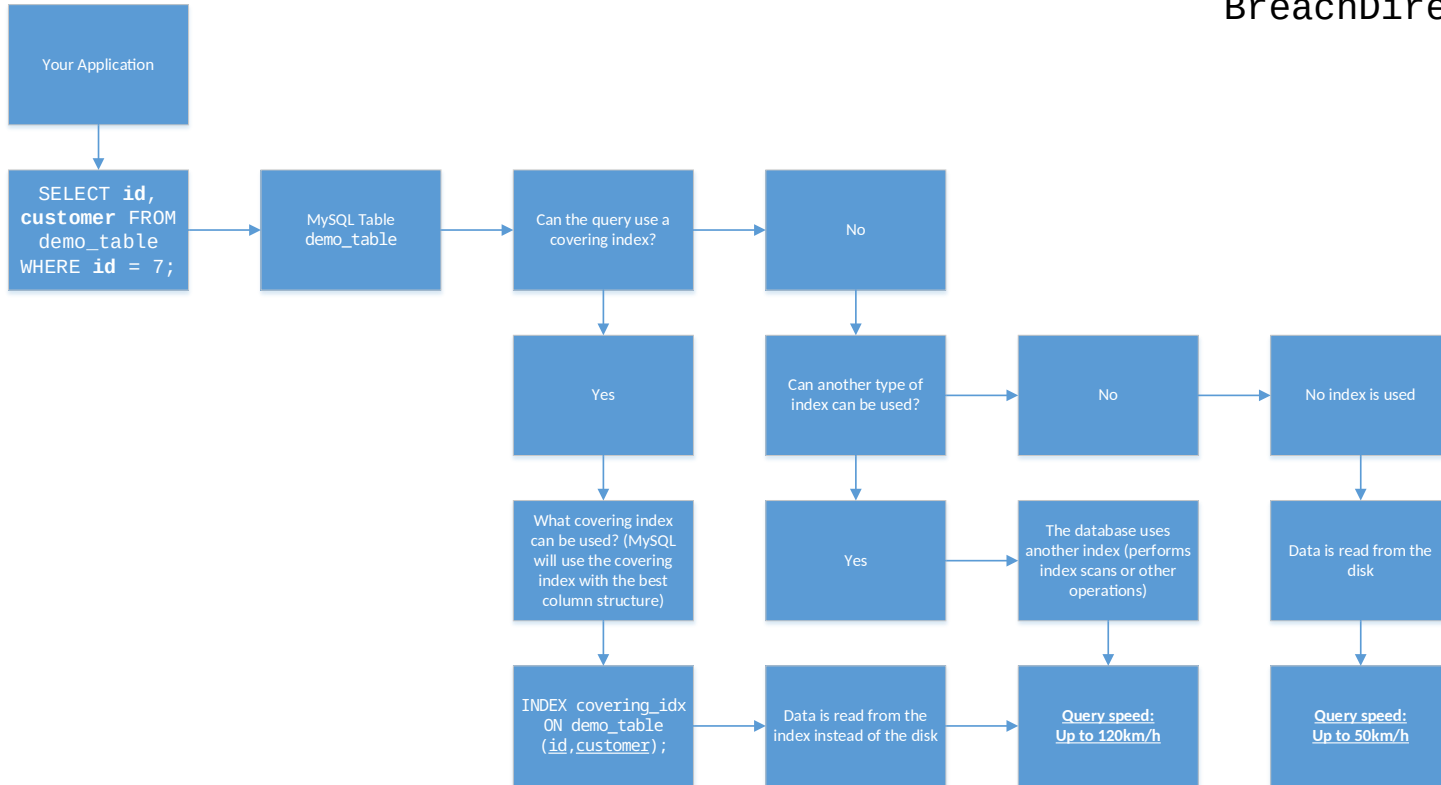 BreachDire
Your Application
SELECT id,
customer FROM
demo_table
WHERE id = 7;
MySQL Table
demo_table
Can the query use a
covering index?
No
Yes
Can another type of
index can be used?
No
No index is used
What covering index
can be used? (MySQL
will use the covering
index with the best
column structure)
Yes
The database uses
another index (performs
index scans or other
operations)
Data is read from the
disk
INDEX covering_idx
ON demo_table
(id,customer);
Data is read from the
index instead of the disk
Query speed:
Up to 120km/h
Query speed:
Up to 50km/h